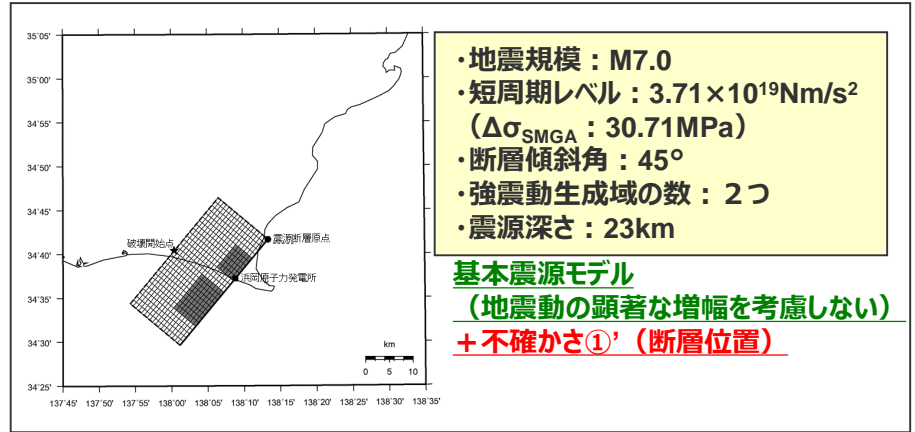 35°05'
35°00'
34°55'
34°50'
34°45'
34°40'
34°35'
34°30'
34°25'
137°45' 137°50' 137°55' 138°00' 138°05' 138°10' 138°15' 138°20' 138°25' 138°30' 138°35'
破壊開始点
震源断層原点
浜岡原子力発電所
km
0 5 10
・地震規模：M7.0
・短周期レベル：3.71×10¹⁹Nm/s²
（ΔσSMGA：30.71MPa）
・断層傾斜角：45°
・強震動生成域の数：２つ
・震源深さ：23km
基本震源モデル
（地震動の顕著な増幅を考慮しない）
＋不確かさ①’（断層位置）